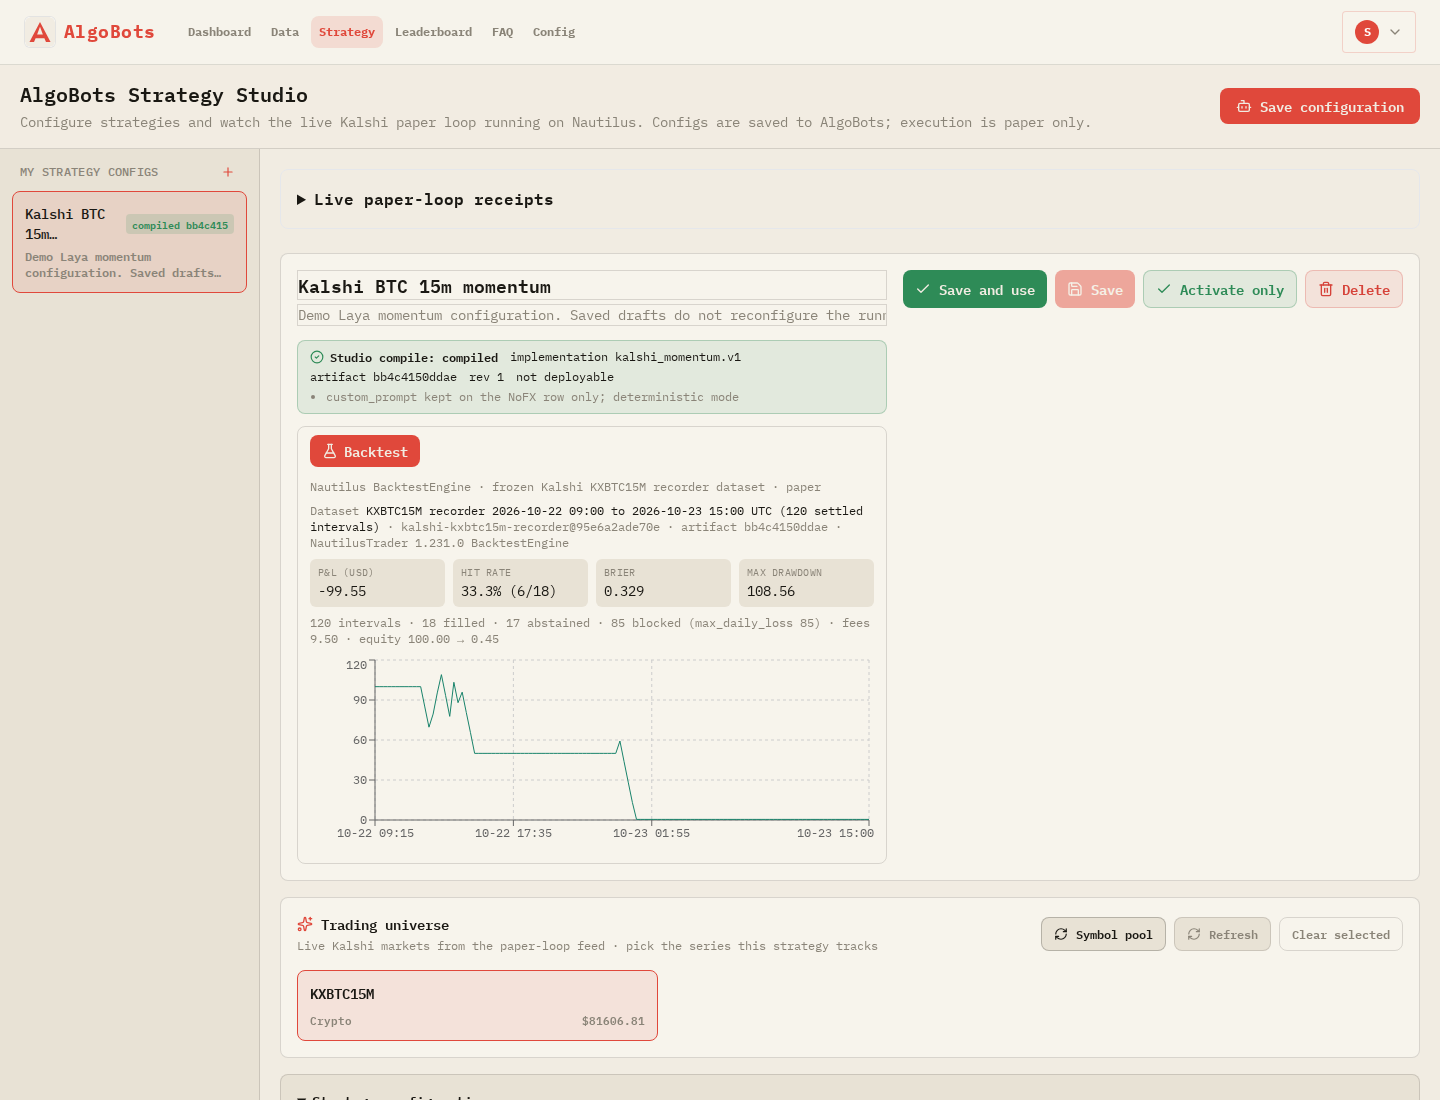 AlgoBots
Dashboard Data Strategy Leaderboard FAQ Config
S
AlgoBots Strategy Studio
Configure strategies and watch the live Kalshi paper loop running on Nautilus. Configs are saved to AlgoBots; execution is paper only.
Save configuration
MY STRATEGY CONFIGS +
Kalshi BTC
15m…
compiled bb4c415
Demo Laya momentum
configuration. Saved drafts…
Live paper-loop receipts
Kalshi BTC 15m momentum
Demo Laya momentum configuration. Saved drafts do not reconfigure the runn
Save and use
Save
Activate only
Delete
Studio compile: compiled implementation kalshi_momentum.v1
artifact bb4c4150ddae rev 1 not deployable
• custom_prompt kept on the NoFX row only; deterministic mode
Backtest
Nautilus BacktestEngine · frozen Kalshi KXBTC15M recorder dataset · paper
Dataset KXBTC15M recorder 2026-10-22 09:00 to 2026-10-23 15:00 UTC (120 settled
intervals) · kalshi-kxbtc15m-recorder@95e6a2ade70e · artifact bb4c4150ddae ·
NautilusTrader 1.231.0 BacktestEngine
P&L (USD)
-99.55
HIT RATE
33.3% (6/18)
BRIER
0.329
MAX DRAWDOWN
108.56
120 intervals · 18 filled · 17 abstained · 85 blocked (max_daily_loss 85) · fees
9.50 · equity 100.00 → 0.45
120
90
60
30
0
10-22 09:15 10-22 17:35 10-23 01:55 10-23 15:00
Trading universe
Live Kalshi markets from the paper-loop feed · pick the series this strategy tracks
Symbol pool
Refresh
Clear selected
KXBTC15M
Crypto $81606.81